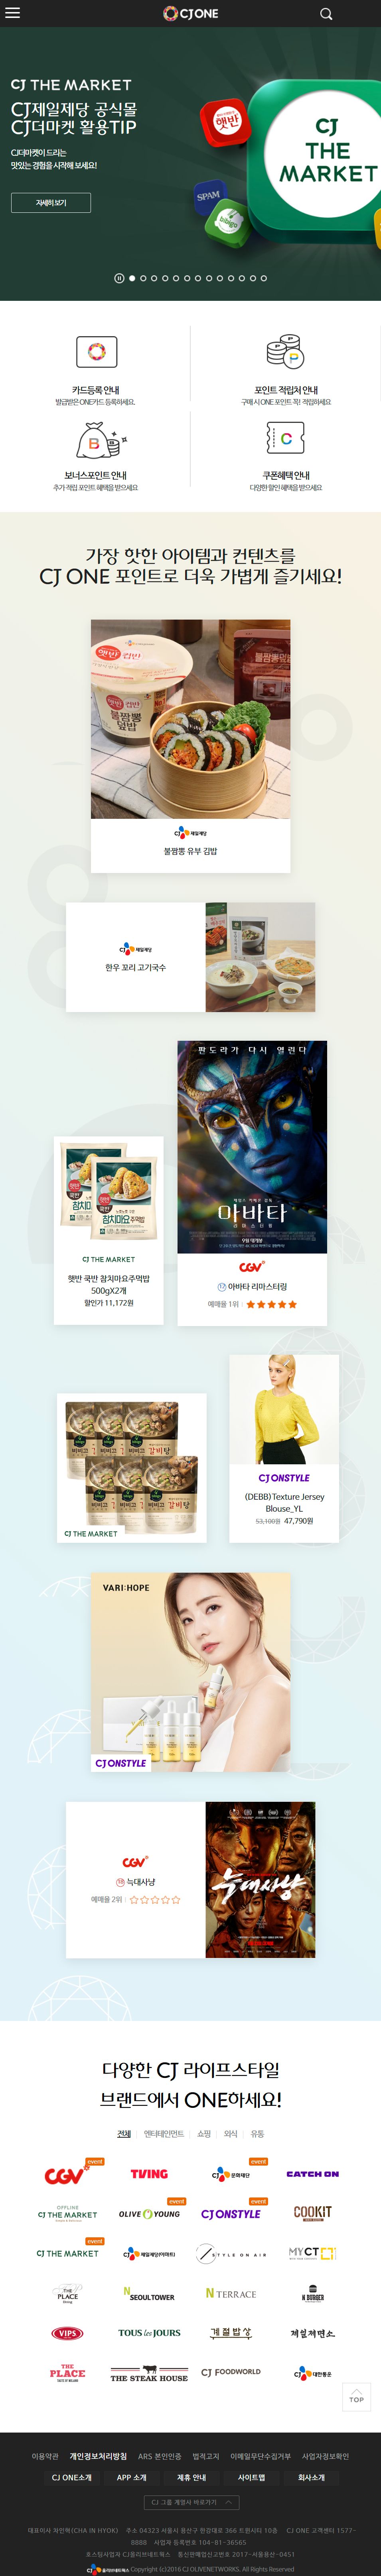 CJ ONE
CJ THE MARKET
CJ제일제당 공식몰
CJ더마켓 활용TIP
CJ더마켓이 드리는
맛있는 경험을 시작해 보세요!
자세히 보기
햇반
SPAM
bibigo
CJ
THE
MARKET
카드등록 안내
발급받은 ONE카드 등록하세요.
포인트 적립처 안내
구매 시 ONE 포인트 꼭! 적립하세요
보너스포인트 안내
추가 적립 포인트 혜택을 받으세요
쿠폰혜택 안내
다양한 할인 혜택을 받으세요
가장 핫한 아이템과 컨텐츠를
CJ ONE 포인트로 더욱 가볍게 즐기세요!
햇반 컵반
불짬뽕덮밥
CJ제일제당
불짬뽕 유부 김밥
CJ제일제당
한우 꼬리 고기국수
판도라가 다시 열린다
아바타
리마스터링
CJ THE MARKET
햇반 쿡반 참치마요주먹밥
500gX2개
할인가 11,172원
CGV
12 아바타 리마스터링
예매율 1위
비비고 갈비탕
CJ THE MARKET
CJ ONSTYLE
(DEBB)Texture Jersey
Blouse_YL
53,100원 47,790원
VARI:HOPE
CJ ONSTYLE
CGV
18 늑대사냥
예매율 2위
늑대사냥
다양한 CJ 라이프스타일
브랜드에서 ONE하세요!
전체 엔터테인먼트 쇼핑 외식 유통
event event
CGV TVING CJ문화재단 CATCH ON
event event
OFFLINE
CJ THE MARKET OLIVE YOUNG CJ ONSTYLE COOKIT
event
CJ THE MARKET CJ제일제당(아마트) STYLE ON AIR MYCT
THE PLACE dining N SEOULTOWER N TERRACE N BURGER
VIPS TOUS les JOURS 계절밥상 제일제면소
THE PLACE THE STEAK HOUSE CJ FOODWORLD CJ대한통운
TOP
이용약관 개인정보처리방침 ARS 본인인증 법적고지 이메일무단수집거부 사업자정보확인
CJ ONE소개 APP 소개 제휴 안내 사이트맵 회사소개
CJ 그룹 계열사 바로가기
대표이사 차인혁(CHA IN HYOK) 주소 04323 서울시 용산구 한강대로 366 트윈시티 10층 CJ ONE 고객센터 1577-
8888 사업자 등록번호 104-81-36565
호스팅사업자 CJ올리브네트웍스 통신판매업신고번호 2017-서울용산-0451
CJ올리브네트웍스 Copyright (c)2016 CJ OLIVENETWORKS. All Rights Reserved